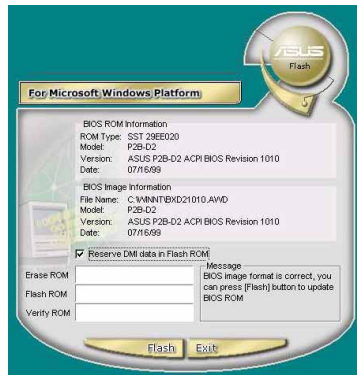 ASUS
Flash
For Microsoft Windows Platform
BIOS ROM Information
ROM Type: SST 29EE020
Model: P2B-D2
Version: ASUS P2B-D2 ACPI BIOS Revision 1010
Date: 07/16/99
BIOS Image Information
File Name: C:\WINNT\BXD21010.AWD
Model: P2B-D2
Version: ASUS P2B-D2 ACPI BIOS Revision 1010
Date: 07/16/99
Reserve DMI data in Flash ROM
Message
BIOS image format is correct, you
can press [Flash] button to update
BIOS ROM
Erase ROM
Flash ROM
Verify ROM
Flash Exit